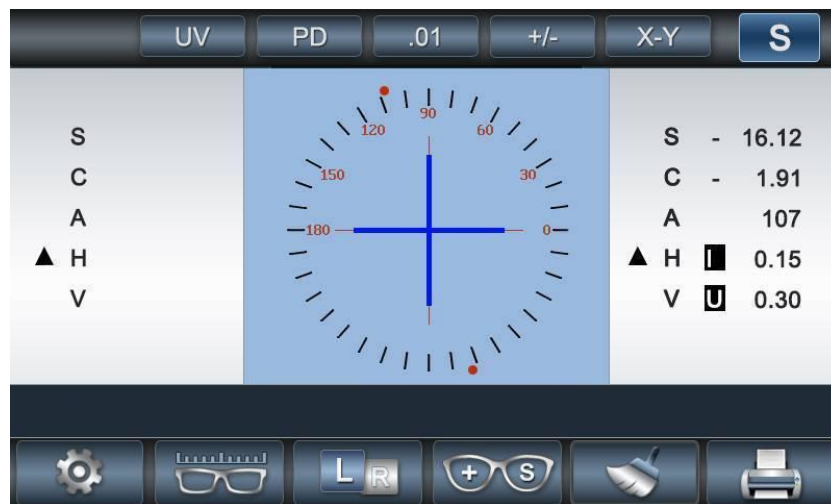 UV PD .01 +/- X-Y S
S
C
A
▲ H
V
90
120 60
150 30
180 0
S - 16.12
C - 1.91
A 107
▲ H I 0.15
V U 0.30
L R + S